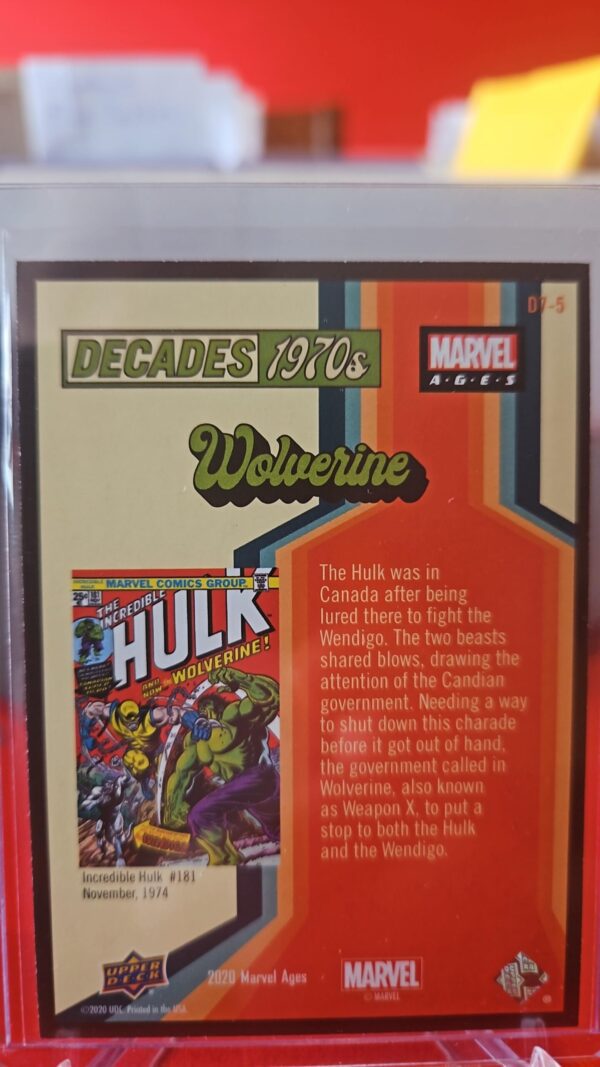 D7-5
DECADES 1970s
MARVEL
A·G·E·S
Wolverine
MARVEL COMICS GROUP
25¢
181
THE
INCREDIBLE
HULK
AND
NOW
WOLVERINE!
The Hulk was in
Canada after being
lured there to fight the
Wendigo. The two beasts
shared blows, drawing the
attention of the Candian
government. Needing a way
to shut down this charade
before it got out of hand,
the government called in
Wolverine, also known
as Weapon X, to put a
stop to both the Hulk
and the Wendigo.
Incredible Hulk #181
November, 1974
UPPER
DECK
2020 Marvel Ages
MARVEL
© MARVEL
©2020 UDC. Printed in the USA.